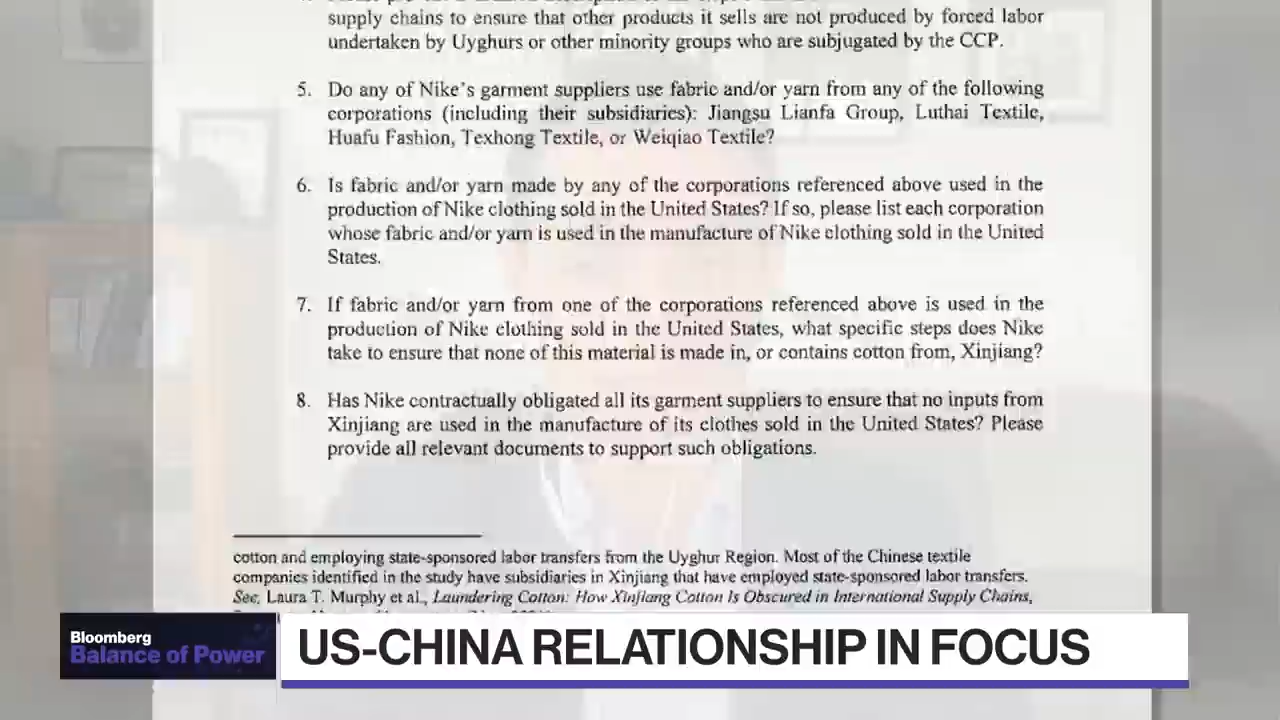 supply chains to ensure that other products it sells are not produced by forced labor
undertaken by Uyghurs or other minority groups who are subjugated by the CCP.
5. Do any of Nike's garment suppliers use fabric and/or yarn from any of the following
corporations (including their subsidiaries): Jiangsu Lianfa Group, Luthai Textile,
Huafu Fashion, Texhong Textile, or Weiqiao Textile?
6. Is fabric and/or yarn made by any of the corporations referenced above used in the
production of Nike clothing sold in the United States? If so, please list each corporation
whose fabric and/or yarn is used in the manufacture of Nike clothing sold in the United
States.
7. If fabric and/or yarn from one of the corporations referenced above is used in the
production of Nike clothing sold in the United States, what specific steps does Nike
take to ensure that none of this material is made in, or contains cotton from, Xinjiang?
8. Has Nike contractually obligated all its garment suppliers to ensure that no inputs from
Xinjiang are used in the manufacture of its clothes sold in the United States? Please
provide all relevant documents to support such obligations.
cotton and employing state-sponsored labor transfers from the Uyghur Region. Most of the Chinese textile
companies identified in the study have subsidiaries in Xinjiang that have employed state-sponsored labor transfers.
See, Laura T. Murphy et al., Laundering Cotton: How Xinjiang Cotton Is Obscured in International Supply Chains,
Bloomberg
Balance of Power
US-CHINA RELATIONSHIP IN FOCUS